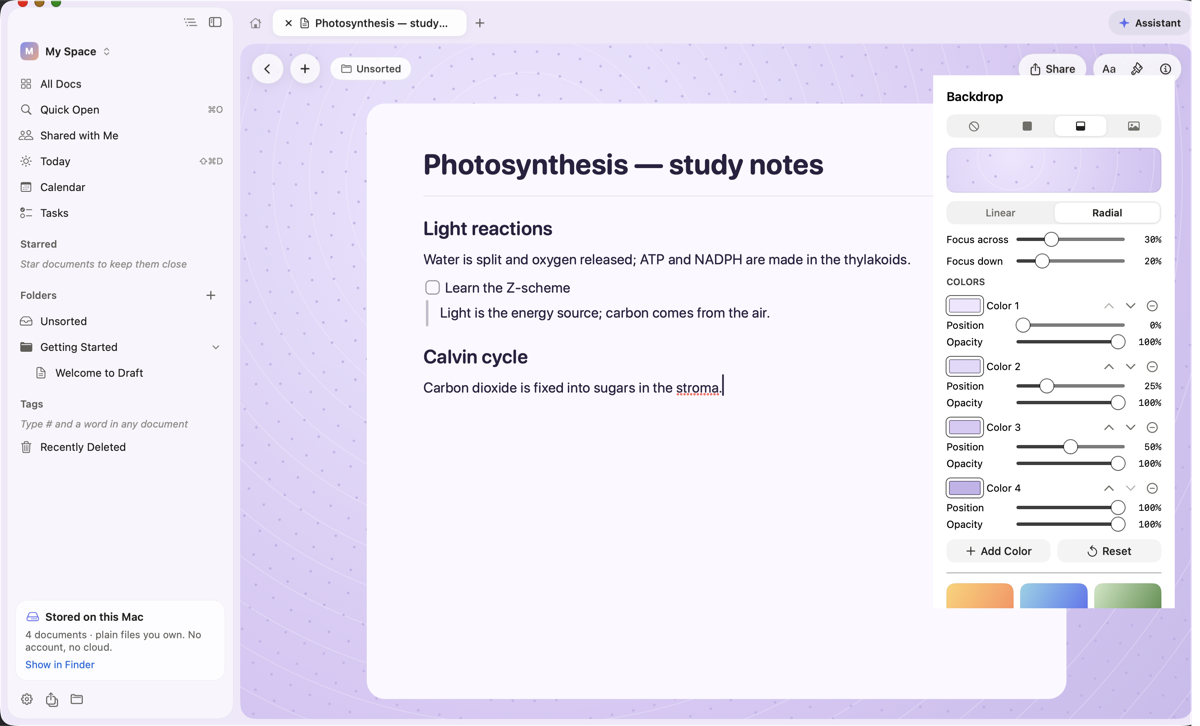 Photosynthesis — study...
Assistant
M My Space
All Docs
Quick Open ⌘O
Shared with Me
Today ⇧⌘D
Calendar
Tasks
Starred
Star documents to keep them close
Folders
Unsorted
Getting Started
Welcome to Draft
Tags
Type # and a word in any document
Recently Deleted
Stored on this Mac
4 documents · plain files you own. No
account, no cloud.
Show in Finder
Unsorted
Share
Aa
Photosynthesis — study notes
Light reactions
Water is split and oxygen released; ATP and NADPH are made in the thylakoids.
Learn the Z-scheme
Light is the energy source; carbon comes from the air.
Calvin cycle
Carbon dioxide is fixed into sugars in the stroma.
Backdrop
Linear Radial
Focus across 30%
Focus down 20%
COLORS
Color 1
Position 0%
Opacity 100%
Color 2
Position 25%
Opacity 100%
Color 3
Position 50%
Opacity 100%
Color 4
Position 100%
Opacity 100%
Add Color Reset